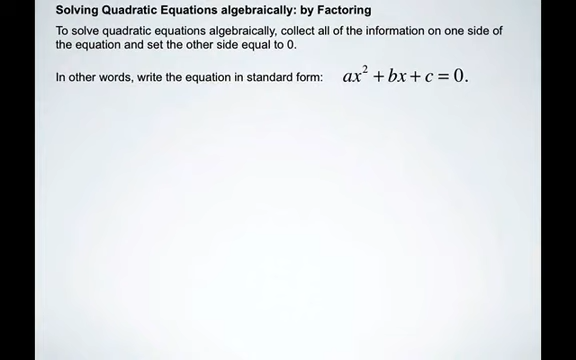 Solving Quadratic Equations algebraically: by Factoring
To solve quadratic equations algebraically, collect all of the information on one side of
the equation and set the other side equal to 0.
In other words, write the equation in standard form: ax² + bx + c = 0.